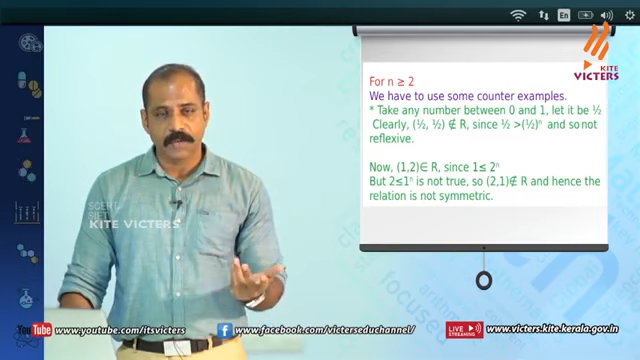 En
KITE
VICTERS
For n ≥ 2
We have to use some counter examples.
* Take any number between 0 and 1, let it be ½
Clearly, (½, ½) ∉ R, since ½ >(½)ⁿ and so not
reflexive.
Now, (1,2)∈ R, since 1≤ 2ⁿ
But 2≤1ⁿ is not true, so (2,1)∉ R and hence the
relation is not symmetric.
SCERT
SIET
KITE VICTERS
YouTube www.youtube.com/itsvicters
www.facebook.com/victerseduchannel/
LIVE
STREAMING
www.victers.kite.kerala.gov.in